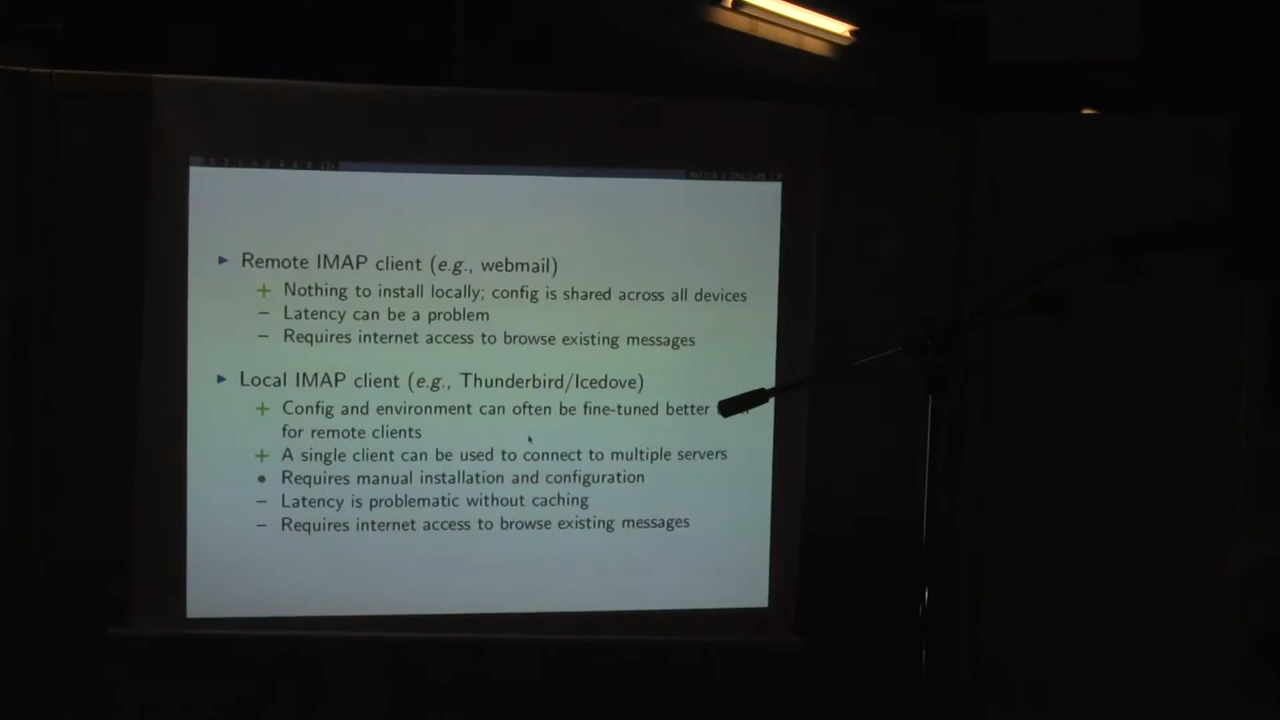 Remote IMAP client (e.g., webmail)
+ Nothing to install locally; config is shared across all devices
– Latency can be a problem
– Requires internet access to browse existing messages
Local IMAP client (e.g., Thunderbird/Icedove)
+ Config and environment can often be fine-tuned better
for remote clients
+ A single client can be used to connect to multiple servers
• Requires manual installation and configuration
– Latency is problematic without caching
– Requires internet access to browse existing messages